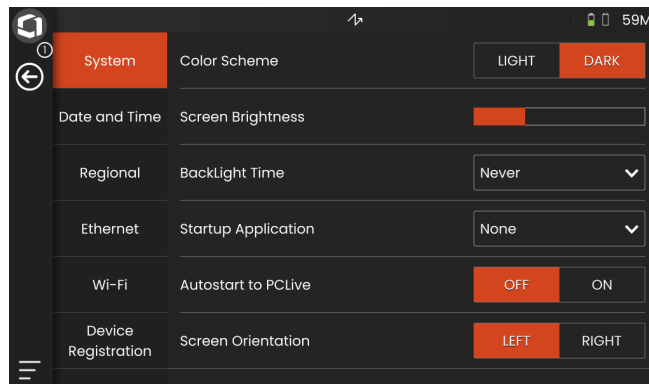 59M
1
System
Color Scheme
LIGHT
DARK
Date and Time
Screen Brightness
Regional
BackLight Time
Never
Ethernet
Startup Application
None
Wi-Fi
Autostart to PCLive
OFF
ON
Device
Registration
Screen Orientation
LEFT
RIGHT